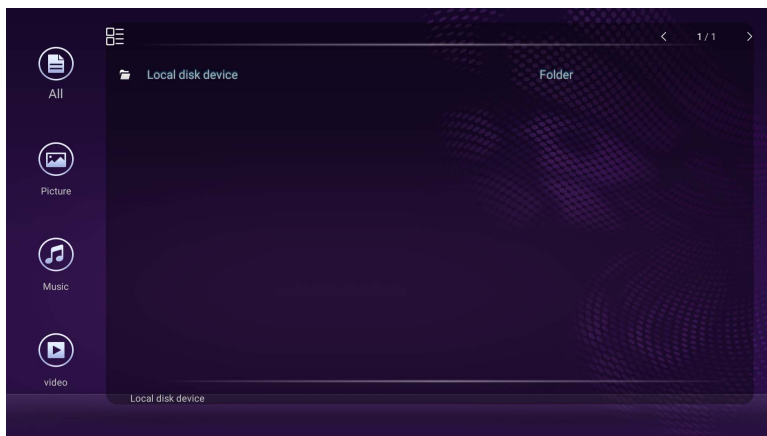 All
Picture
Music
video
1 / 1
Local disk device Folder
Local disk device